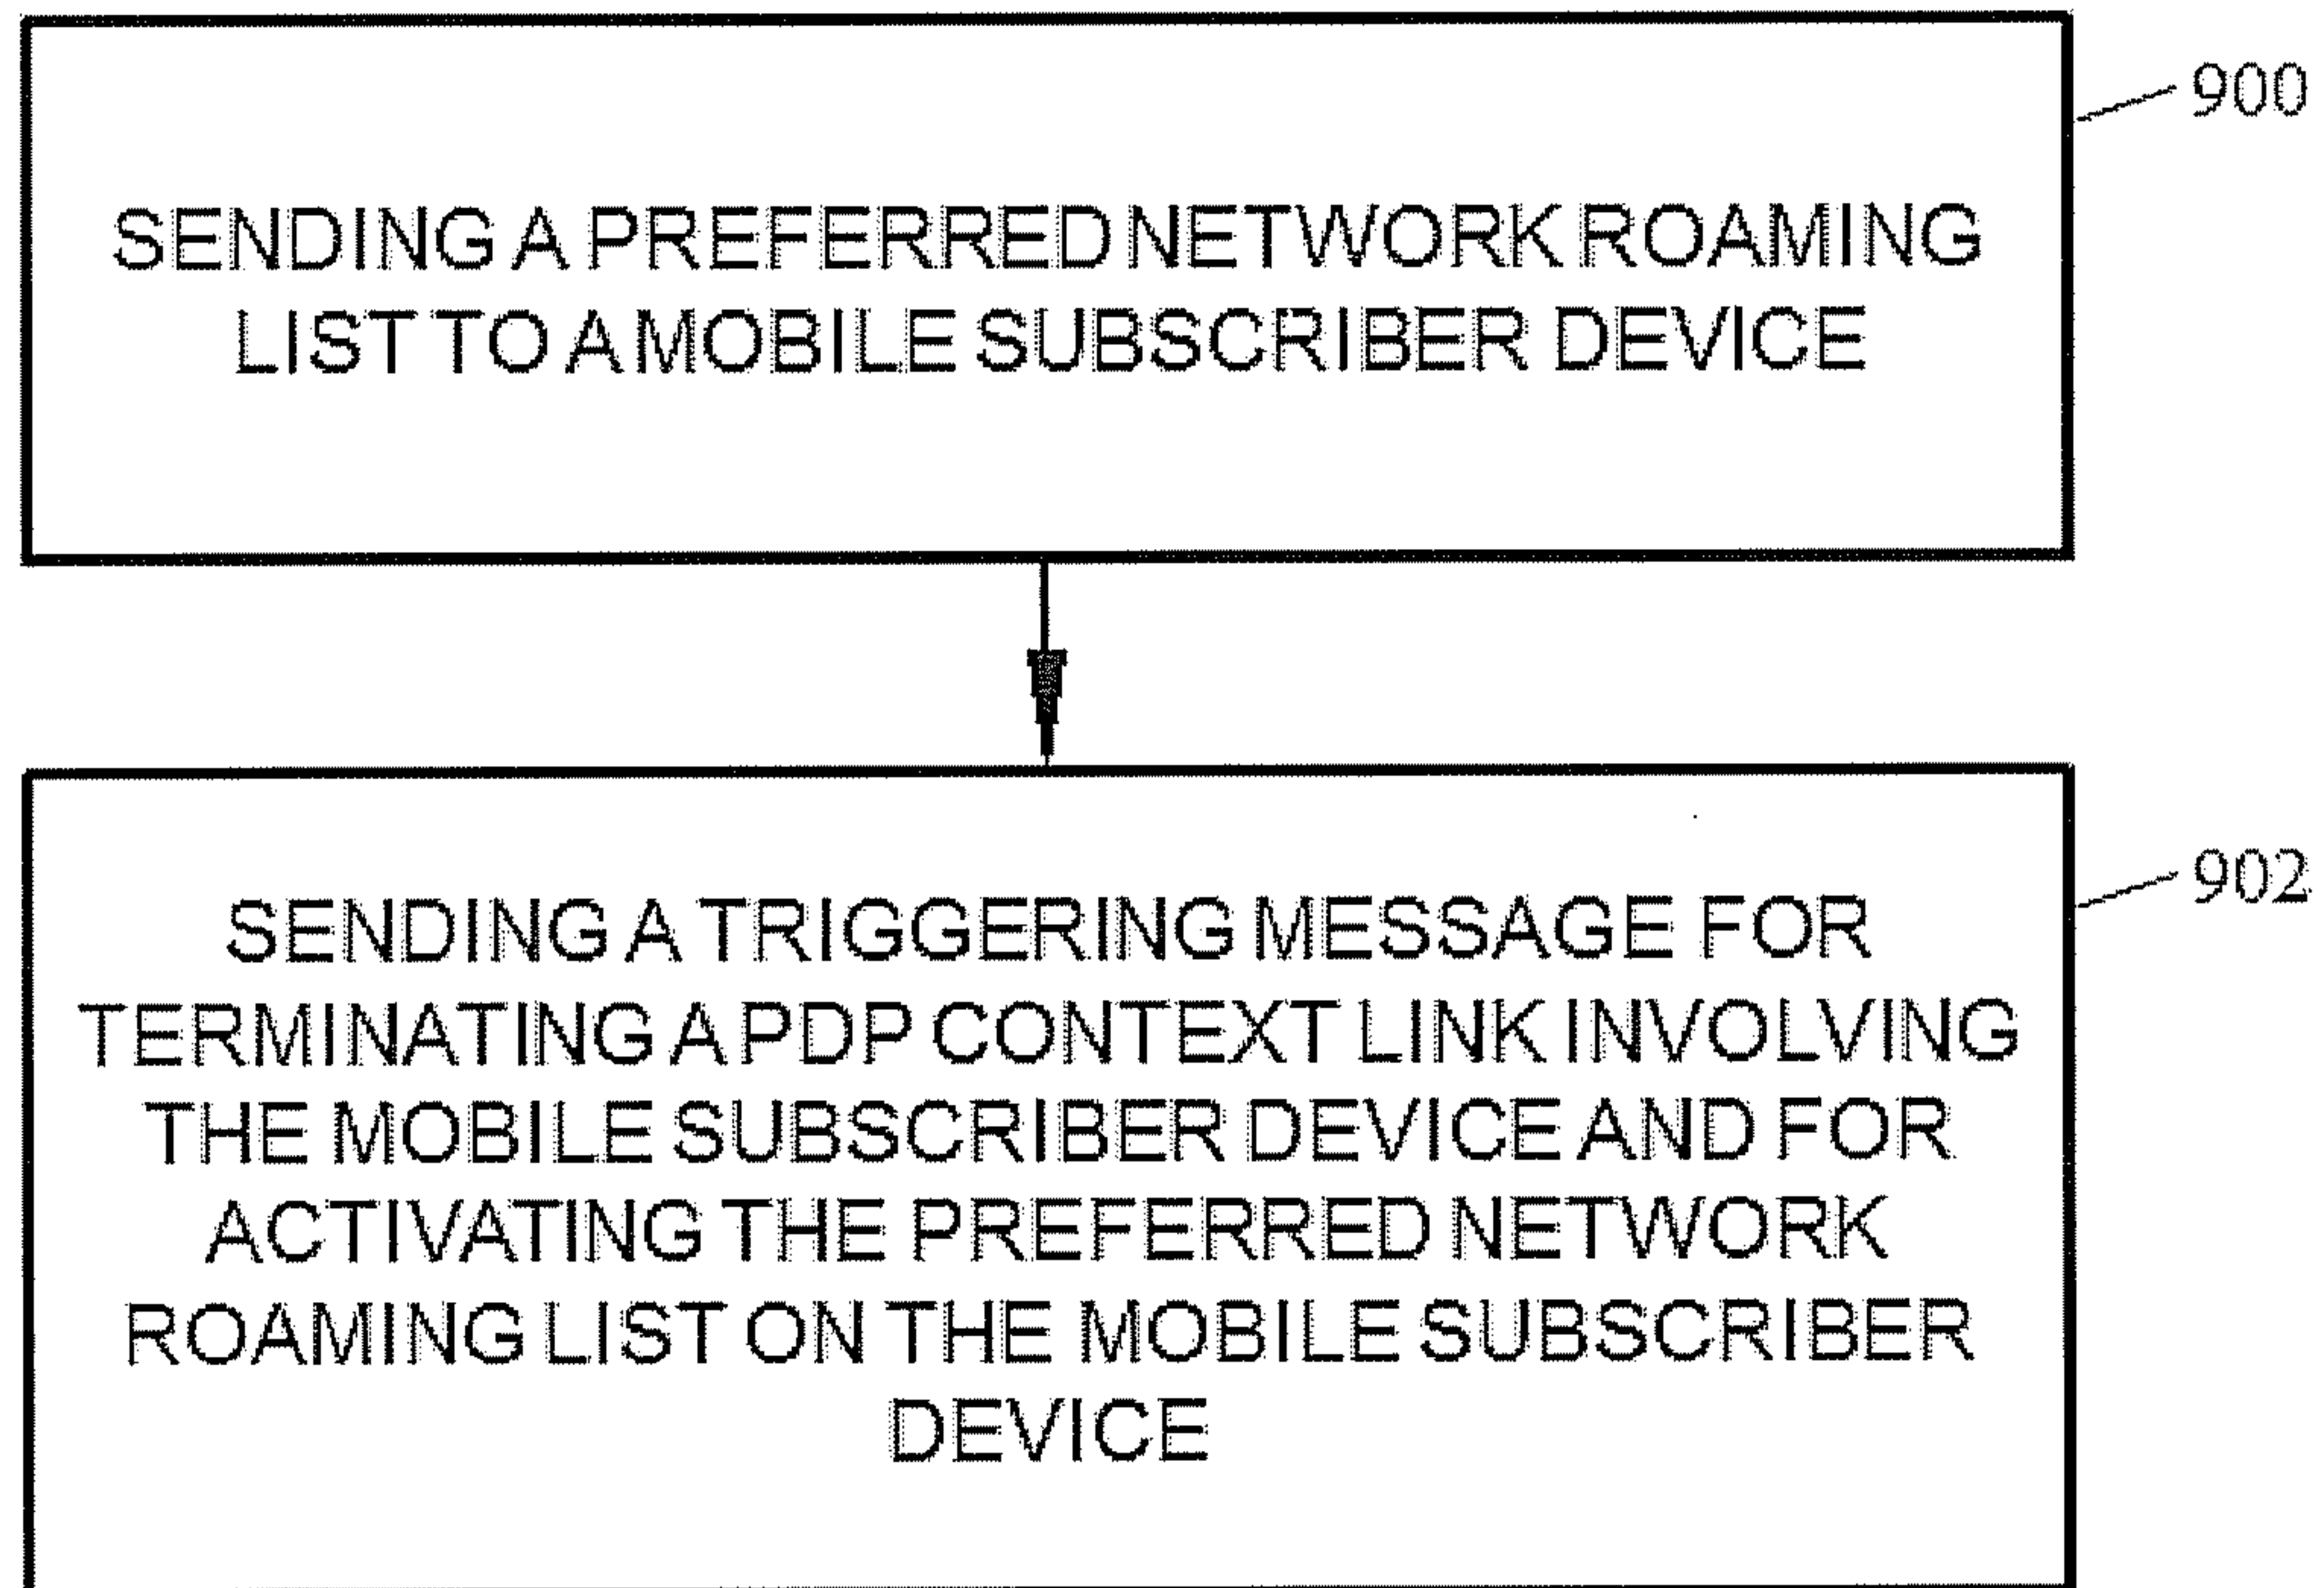 900
SENDING A PREFERRED NETWORK ROAMING
LIST TO A MOBILE SUBSCRIBER DEVICE
902
SENDING A TRIGGERING MESSAGE FOR
TERMINATING A PDP CONTEXT LINK INVOLVING
THE MOBILE SUBSCRIBER DEVICE AND FOR
ACTIVATING THE PREFERRED NETWORK
ROAMING LIST ON THE MOBILE SUBSCRIBER
DEVICE